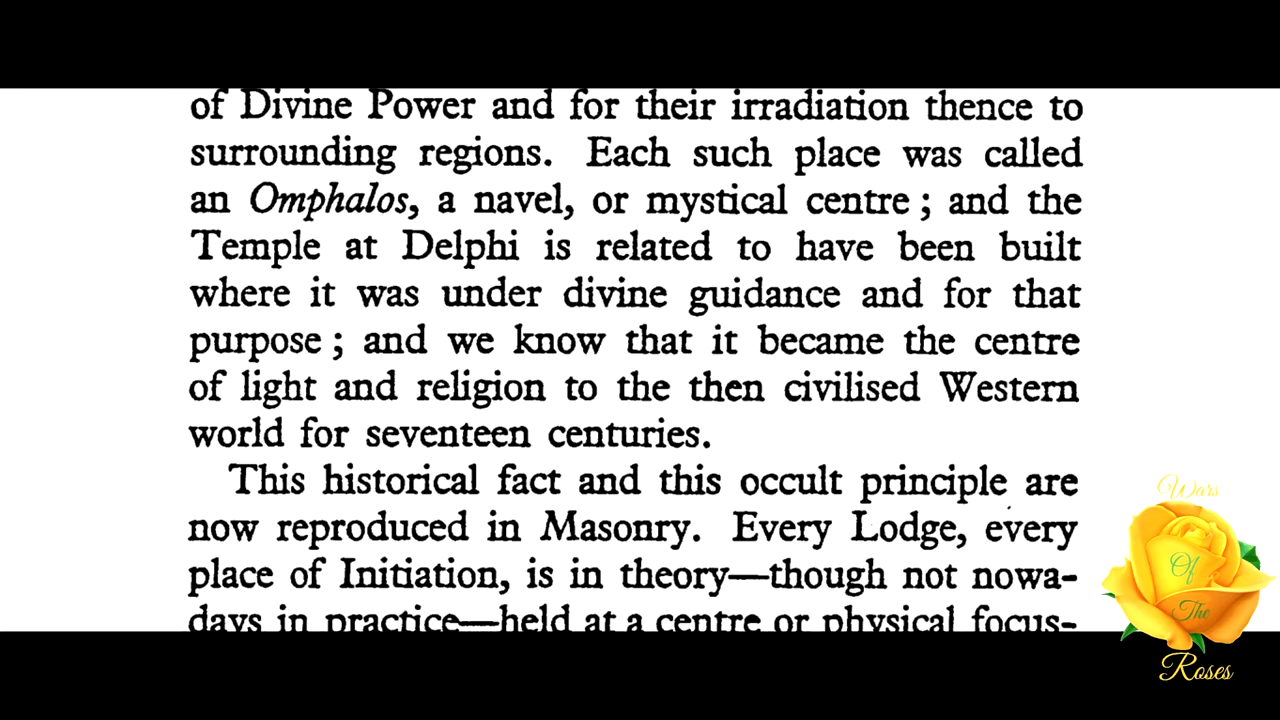 of Divine Power and for their irradiation thence to
surrounding regions. Each such place was called
an Omphalos, a navel, or mystical centre ; and the
Temple at Delphi is related to have been built
where it was under divine guidance and for that
purpose ; and we know that it became the centre
of light and religion to the then civilised Western
world for seventeen centuries.
This historical fact and this occult principle are
now reproduced in Masonry. Every Lodge, every
place of Initiation, is in theory—though not nowa-
days in practice—held at a centre or physical focus-
Wars
Of
The
Roses